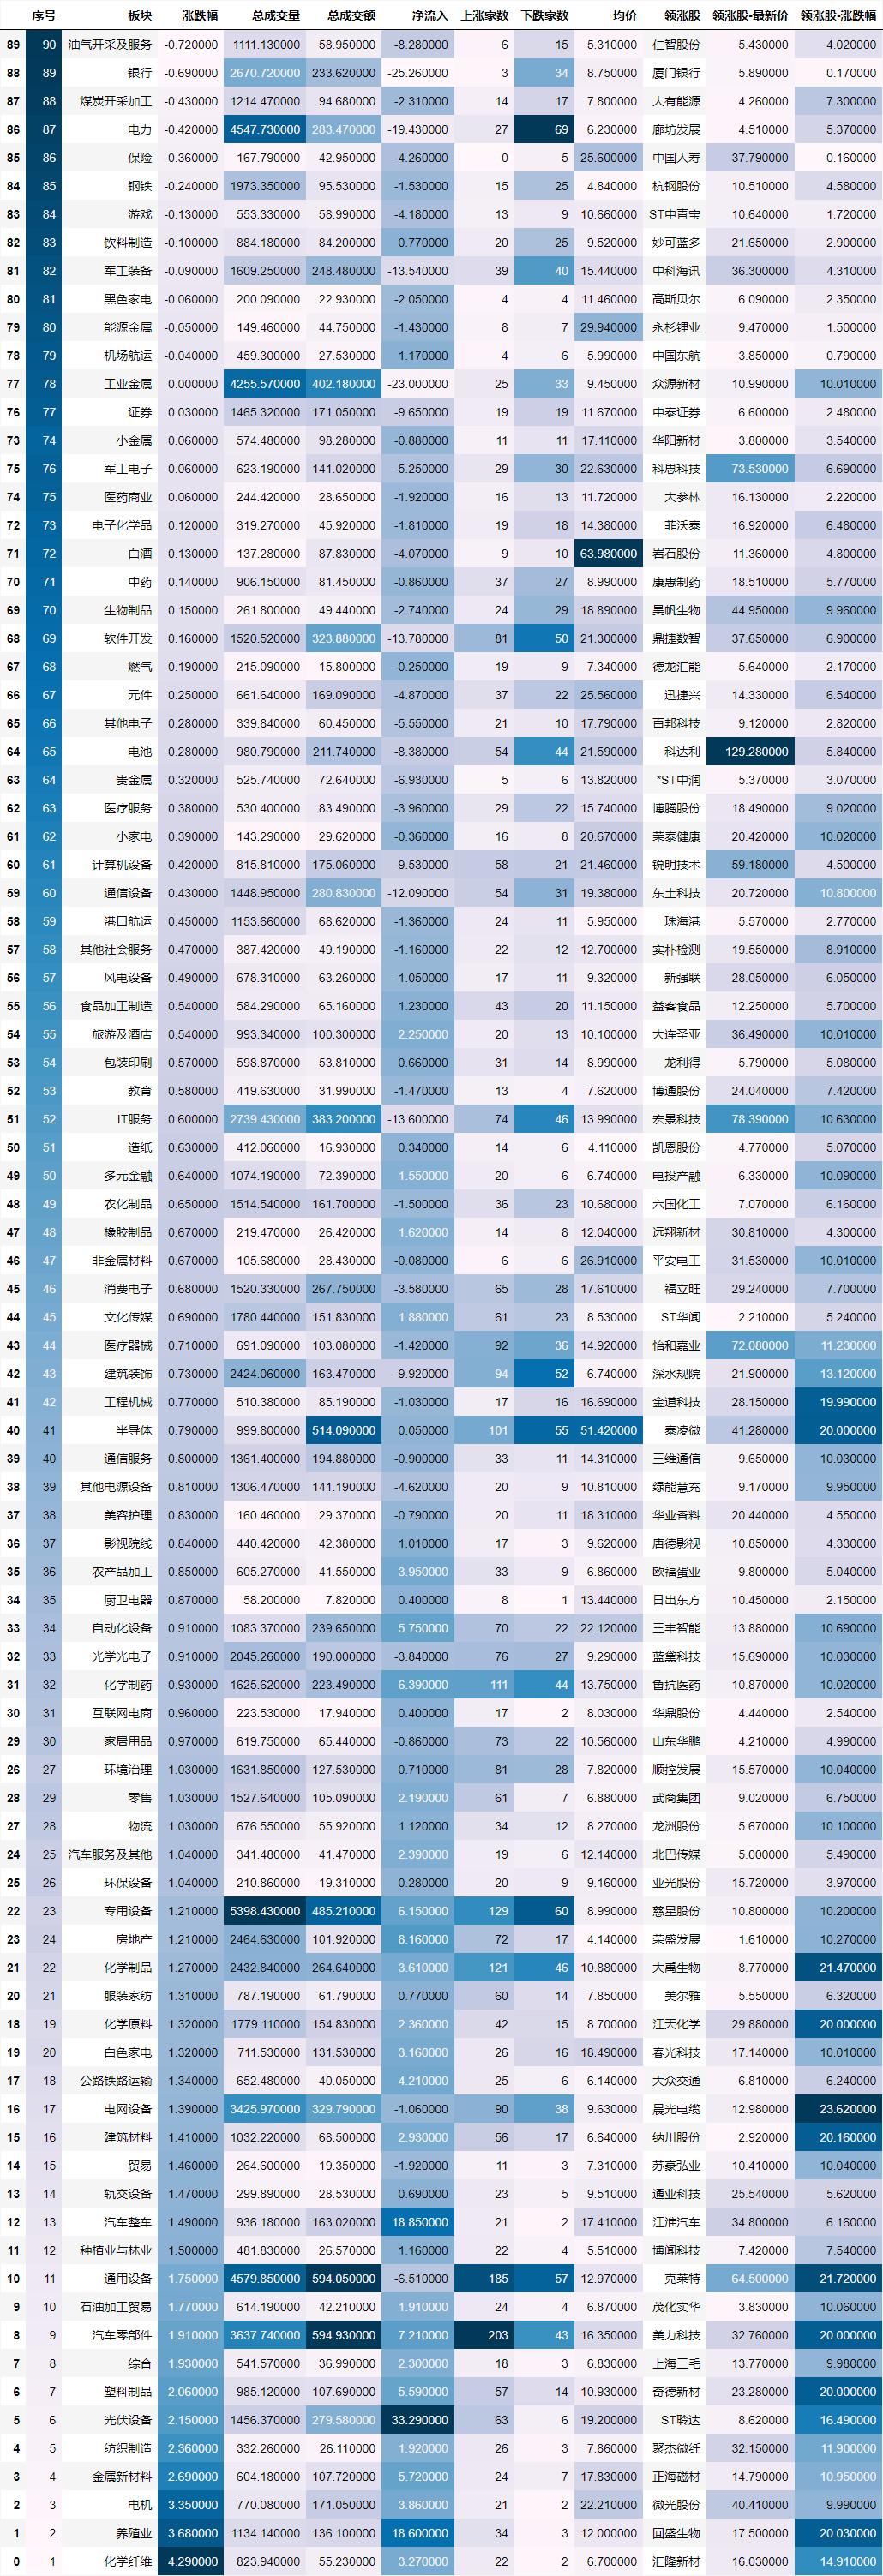 序号 板块 涨跌幅 总成交量 总成交额 净流入 上涨家数 下跌家数 均价 领涨股 领涨股-最新价 领涨股-涨跌幅
89 90 油气开采及服务 -0.720000 1111.130000 58.950000 -8.280000 6 15 5.310000 仁智股份 5.430000 4.020000
88 89 银行 -0.690000 2670.720000 233.620000 -25.260000 3 34 8.750000 厦门银行 5.890000 0.170000
87 88 煤炭开采加工 -0.430000 1214.470000 94.680000 -2.310000 14 17 7.800000 大有能源 4.260000 7.300000
86 87 电力 -0.420000 4547.730000 283.470000 -19.430000 27 69 6.230000 廊坊发展 4.510000 5.370000
85 86 保险 -0.360000 167.790000 42.950000 -4.260000 0 5 25.600000 中国人寿 37.790000 -0.160000
84 85 钢铁 -0.240000 1973.350000 95.530000 -1.530000 15 25 4.840000 杭钢股份 10.510000 4.580000
83 84 游戏 -0.130000 553.330000 58.990000 -4.180000 13 9 10.660000 ST中青宝 10.640000 1.720000
82 83 饮料制造 -0.100000 884.180000 84.200000 0.770000 20 25 9.520000 妙可蓝多 21.650000 2.900000
81 82 军工装备 -0.090000 1609.250000 248.480000 -13.540000 39 40 15.440000 中科海讯 36.300000 4.310000
80 81 黑色家电 -0.060000 200.090000 22.930000 -2.050000 4 4 11.460000 高斯贝尔 6.090000 2.350000
79 80 能源金属 -0.050000 149.460000 44.750000 -1.430000 8 7 29.940000 永杉锂业 9.470000 1.500000
78 79 机场航运 -0.040000 459.300000 27.530000 1.170000 4 6 5.990000 中国东航 3.850000 0.790000
77 78 工业金属 0.000000 4255.570000 402.180000 -23.000000 25 33 9.450000 众源新材 10.990000 10.010000
76 77 证券 0.030000 1465.320000 171.050000 -9.650000 19 19 11.670000 中泰证券 6.600000 2.480000
73 74 小金属 0.060000 574.480000 98.280000 -0.880000 11 11 17.110000 华阳新材 3.800000 3.540000
75 76 军工电子 0.060000 623.190000 141.020000 -5.250000 29 30 22.630000 科思科技 73.530000 6.690000
74 75 医药商业 0.060000 244.420000 28.650000 -1.920000 16 13 11.720000 大参林 16.130000 2.220000
72 73 电子化学品 0.120000 319.270000 45.920000 -1.810000 19 18 14.380000 菲沃泰 16.920000 6.480000
71 72 白酒 0.130000 137.280000 87.830000 -4.070000 9 10 63.980000 岩石股份 11.360000 4.800000
70 71 中药 0.140000 906.150000 81.450000 -0.860000 37 27 8.990000 康惠制药 18.510000 5.770000
69 70 生物制品 0.150000 261.800000 49.440000 -2.740000 24 29 18.890000 昊帆生物 44.950000 9.960000
68 69 软件开发 0.160000 1520.520000 323.880000 -13.780000 81 50 21.300000 鼎捷数智 37.650000 6.900000
67 68 燃气 0.190000 215.090000 15.800000 -0.250000 19 9 7.340000 德龙汇能 5.640000 2.170000
66 67 元件 0.250000 661.640000 169.090000 -4.870000 37 22 25.560000 迅捷兴 14.330000 6.540000
65 66 其他电子 0.280000 339.840000 60.450000 -5.550000 21 10 17.790000 百邦科技 9.120000 2.820000
64 65 电池 0.280000 980.790000 211.740000 -8.380000 54 44 21.590000 科达利 129.280000 5.840000
63 64 贵金属 0.320000 525.740000 72.640000 -6.930000 5 6 13.820000 *ST中润 5.370000 3.070000
62 63 医疗服务 0.380000 530.400000 83.490000 -3.960000 29 22 15.740000 博腾股份 18.490000 9.020000
61 62 小家电 0.390000 143.290000 29.620000 -0.360000 16 8 20.670000 荣泰健康 20.420000 10.020000
60 61 计算机设备 0.420000 815.810000 175.060000 -9.530000 58 21 21.460000 锐明技术 59.180000 4.500000
59 60 通信设备 0.430000 1448.950000 280.830000 -12.090000 54 31 19.380000 东土科技 20.720000 10.800000
58 59 港口航运 0.450000 1153.660000 68.620000 -1.360000 24 11 5.950000 珠海港 5.570000 2.770000
57 58 其他社会服务 0.470000 387.420000 49.190000 -1.160000 22 12 12.700000 实朴检测 19.550000 8.910000
56 57 风电设备 0.490000 678.310000 63.260000 -1.050000 17 11 9.320000 新强联 28.050000 6.050000
55 56 食品加工制造 0.540000 584.290000 65.160000 1.230000 43 20 11.150000 益客食品 12.250000 5.700000
54 55 旅游及酒店 0.540000 993.340000 100.300000 2.250000 20 13 10.100000 大连圣亚 36.490000 10.010000
53 54 包装印刷 0.570000 598.870000 53.810000 0.660000 31 14 8.990000 龙利得 5.790000 5.080000
52 53 教育 0.580000 419.630000 31.990000 -1.470000 13 4 7.620000 博通股份 24.040000 7.420000
51 52 IT服务 0.600000 2739.430000 383.200000 -13.600000 74 46 13.990000 宏景科技 78.390000 10.630000
50 51 造纸 0.630000 412.060000 16.930000 0.340000 14 6 4.110000 凯恩股份 4.770000 5.070000
49 50 多元金融 0.640000 1074.190000 72.390000 1.550000 20 6 6.740000 电投产融 6.330000 10.090000
48 49 农化制品 0.650000 1514.540000 161.700000 -1.500000 36 23 10.680000 六国化工 7.070000 6.160000
47 48 橡胶制品 0.670000 219.470000 26.420000 1.620000 14 8 12.040000 远翔新材 30.810000 4.300000
46 47 非金属材料 0.670000 105.680000 28.430000 -0.080000 6 6 26.910000 平安电工 31.530000 10.010000
45 46 消费电子 0.680000 1520.330000 267.750000 -3.580000 65 28 17.610000 福立旺 29.240000 7.700000
44 45 文化传媒 0.690000 1780.440000 151.830000 1.880000 61 23 8.530000 ST华闻 2.210000 5.240000
43 44 医疗器械 0.710000 691.090000 103.080000 -1.420000 92 36 14.920000 怡和嘉业 72.080000 11.230000
42 43 建筑装饰 0.730000 2424.060000 163.470000 -9.920000 94 52 6.740000 深水规院 21.900000 13.120000
41 42 工程机械 0.770000 510.380000 85.190000 -1.030000 17 16 16.690000 金道科技 28.150000 19.990000
40 41 半导体 0.790000 999.800000 514.090000 0.050000 101 55 51.420000 泰凌微 41.280000 20.000000
39 40 通信服务 0.800000 1361.400000 194.880000 -0.900000 33 11 14.310000 三维通信 9.650000 10.030000
38 39 其他电源设备 0.810000 1306.470000 141.190000 -4.620000 20 9 10.810000 绿能慧充 9.170000 9.950000
37 38 美容护理 0.830000 160.460000 29.370000 -0.790000 20 11 18.310000 华业香料 20.440000 4.550000
36 37 影视院线 0.840000 440.420000 42.380000 1.010000 17 3 9.620000 唐德影视 10.850000 4.330000
35 36 农产品加工 0.850000 605.270000 41.550000 3.950000 33 9 6.860000 欧福蛋业 9.800000 5.040000
34 35 厨卫电器 0.870000 58.200000 7.820000 0.400000 8 1 13.440000 日出东方 10.450000 2.150000
33 34 自动化设备 0.910000 1083.370000 239.650000 5.750000 70 22 22.120000 三丰智能 13.880000 10.690000
32 33 光学光电子 0.910000 2045.260000 190.000000 -3.840000 76 27 9.290000 蓝黛科技 15.690000 10.030000
31 32 化学制药 0.930000 1625.620000 223.490000 6.390000 111 44 13.750000 鲁抗医药 10.870000 10.020000
30 31 互联网电商 0.960000 223.530000 17.940000 0.400000 17 2 8.030000 华鼎股份 4.440000 2.540000
29 30 家居用品 0.970000 619.750000 65.440000 -0.860000 73 22 10.560000 山东华鹏 4.210000 4.990000
26 27 环境治理 1.030000 1631.850000 127.530000 0.710000 81 28 7.820000 顺控发展 15.570000 10.040000
28 29 零售 1.030000 1527.640000 105.090000 2.190000 61 7 6.880000 武商集团 9.020000 6.750000
27 28 物流 1.030000 676.550000 55.920000 1.120000 34 12 8.270000 龙洲股份 5.670000 10.100000
24 25 汽车服务及其他 1.040000 341.480000 41.470000 2.390000 19 6 12.140000 北巴传媒 5.000000 5.490000
25 26 环保设备 1.040000 210.860000 19.310000 0.280000 20 9 9.160000 亚光股份 15.720000 3.970000
22 23 专用设备 1.210000 5398.430000 485.210000 6.150000 129 60 8.990000 慈星股份 10.800000 10.200000
23 24 房地产 1.210000 2464.630000 101.920000 8.160000 72 17 4.140000 荣盛发展 1.610000 10.270000
21 22 化学制品 1.270000 2432.840000 264.640000 3.610000 121 46 10.880000 大禹生物 8.770000 21.470000
20 21 服装家纺 1.310000 787.190000 61.790000 0.770000 60 14 7.850000 美尔雅 5.550000 6.320000
18 19 化学原料 1.320000 1779.110000 154.830000 2.360000 42 15 8.700000 江天化学 29.880000 20.000000
19 20 白色家电 1.320000 711.530000 131.530000 3.160000 26 16 18.490000 春光科技 17.140000 10.010000
17 18 公路铁路运输 1.340000 652.480000 40.050000 4.210000 25 6 6.140000 大众交通 6.810000 6.240000
16 17 电网设备 1.390000 3425.970000 329.790000 -1.060000 90 38 9.630000 晨光电缆 12.980000 23.620000
15 16 建筑材料 1.410000 1032.220000 68.500000 2.930000 56 17 6.640000 纳川股份 2.920000 20.160000
14 15 贸易 1.460000 264.600000 19.350000 -1.920000 11 3 7.310000 苏豪弘业 10.410000 10.040000
13 14 轨交设备 1.470000 299.890000 28.530000 0.690000 23 5 9.510000 通业科技 25.540000 5.620000
12 13 汽车整车 1.490000 936.180000 163.020000 18.850000 21 2 17.410000 江淮汽车 34.800000 6.160000
11 12 种植业与林业 1.500000 481.830000 26.570000 1.160000 22 4 5.510000 博闻科技 7.420000 7.540000
10 11 通用设备 1.750000 4579.850000 594.050000 -6.510000 185 57 12.970000 克莱特 64.500000 21.720000
9 10 石油加工贸易 1.770000 614.190000 42.210000 1.910000 24 4 6.870000 茂化实华 3.830000 10.060000
8 9 汽车零部件 1.910000 3637.740000 594.930000 7.210000 203 43 16.350000 美力科技 32.760000 20.000000
7 8 综合 1.930000 541.570000 36.990000 2.300000 18 3 6.830000 上海三毛 13.770000 9.980000
6 7 塑料制品 2.060000 985.120000 107.690000 5.590000 57 14 10.930000 奇德新材 23.280000 20.000000
5 6 光伏设备 2.150000 1456.370000 279.580000 33.290000 63 6 19.200000 ST聆达 8.620000 16.490000
4 5 纺织制造 2.360000 332.260000 26.110000 1.920000 26 3 7.860000 聚杰微纤 32.150000 11.900000
3 4 金属新材料 2.690000 604.180000 107.720000 5.720000 24 7 17.830000 正海磁材 14.790000 10.950000
2 3 电机 3.350000 770.080000 171.050000 3.860000 21 2 22.210000 微光股份 40.410000 9.990000
1 2 养殖业 3.680000 1134.140000 136.100000 18.600000 34 3 12.000000 回盛生物 17.500000 20.030000
0 1 化学纤维 4.290000 823.940000 55.230000 3.270000 22 2 6.700000 汇隆新材 16.030000 14.910000